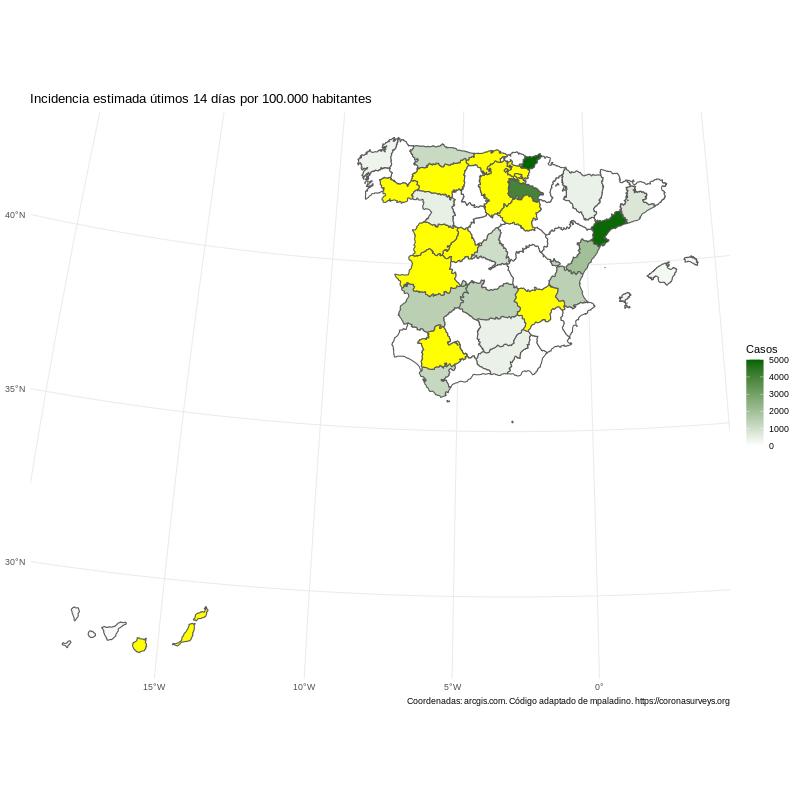 Incidencia estimada útimos 14 días por 100.000 habitantes
40°N
35°N
30°N
15°W
10°W
5°W
0°
Casos
5000
4000
3000
2000
1000
0
Coordenadas: arcgis.com. Código adaptado de mpaladino. https://coronasurveys.org